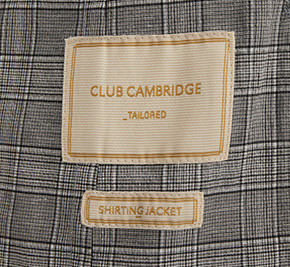 CLUB CAMBRIDGE
_TAILORED
SHIRTING JACKET